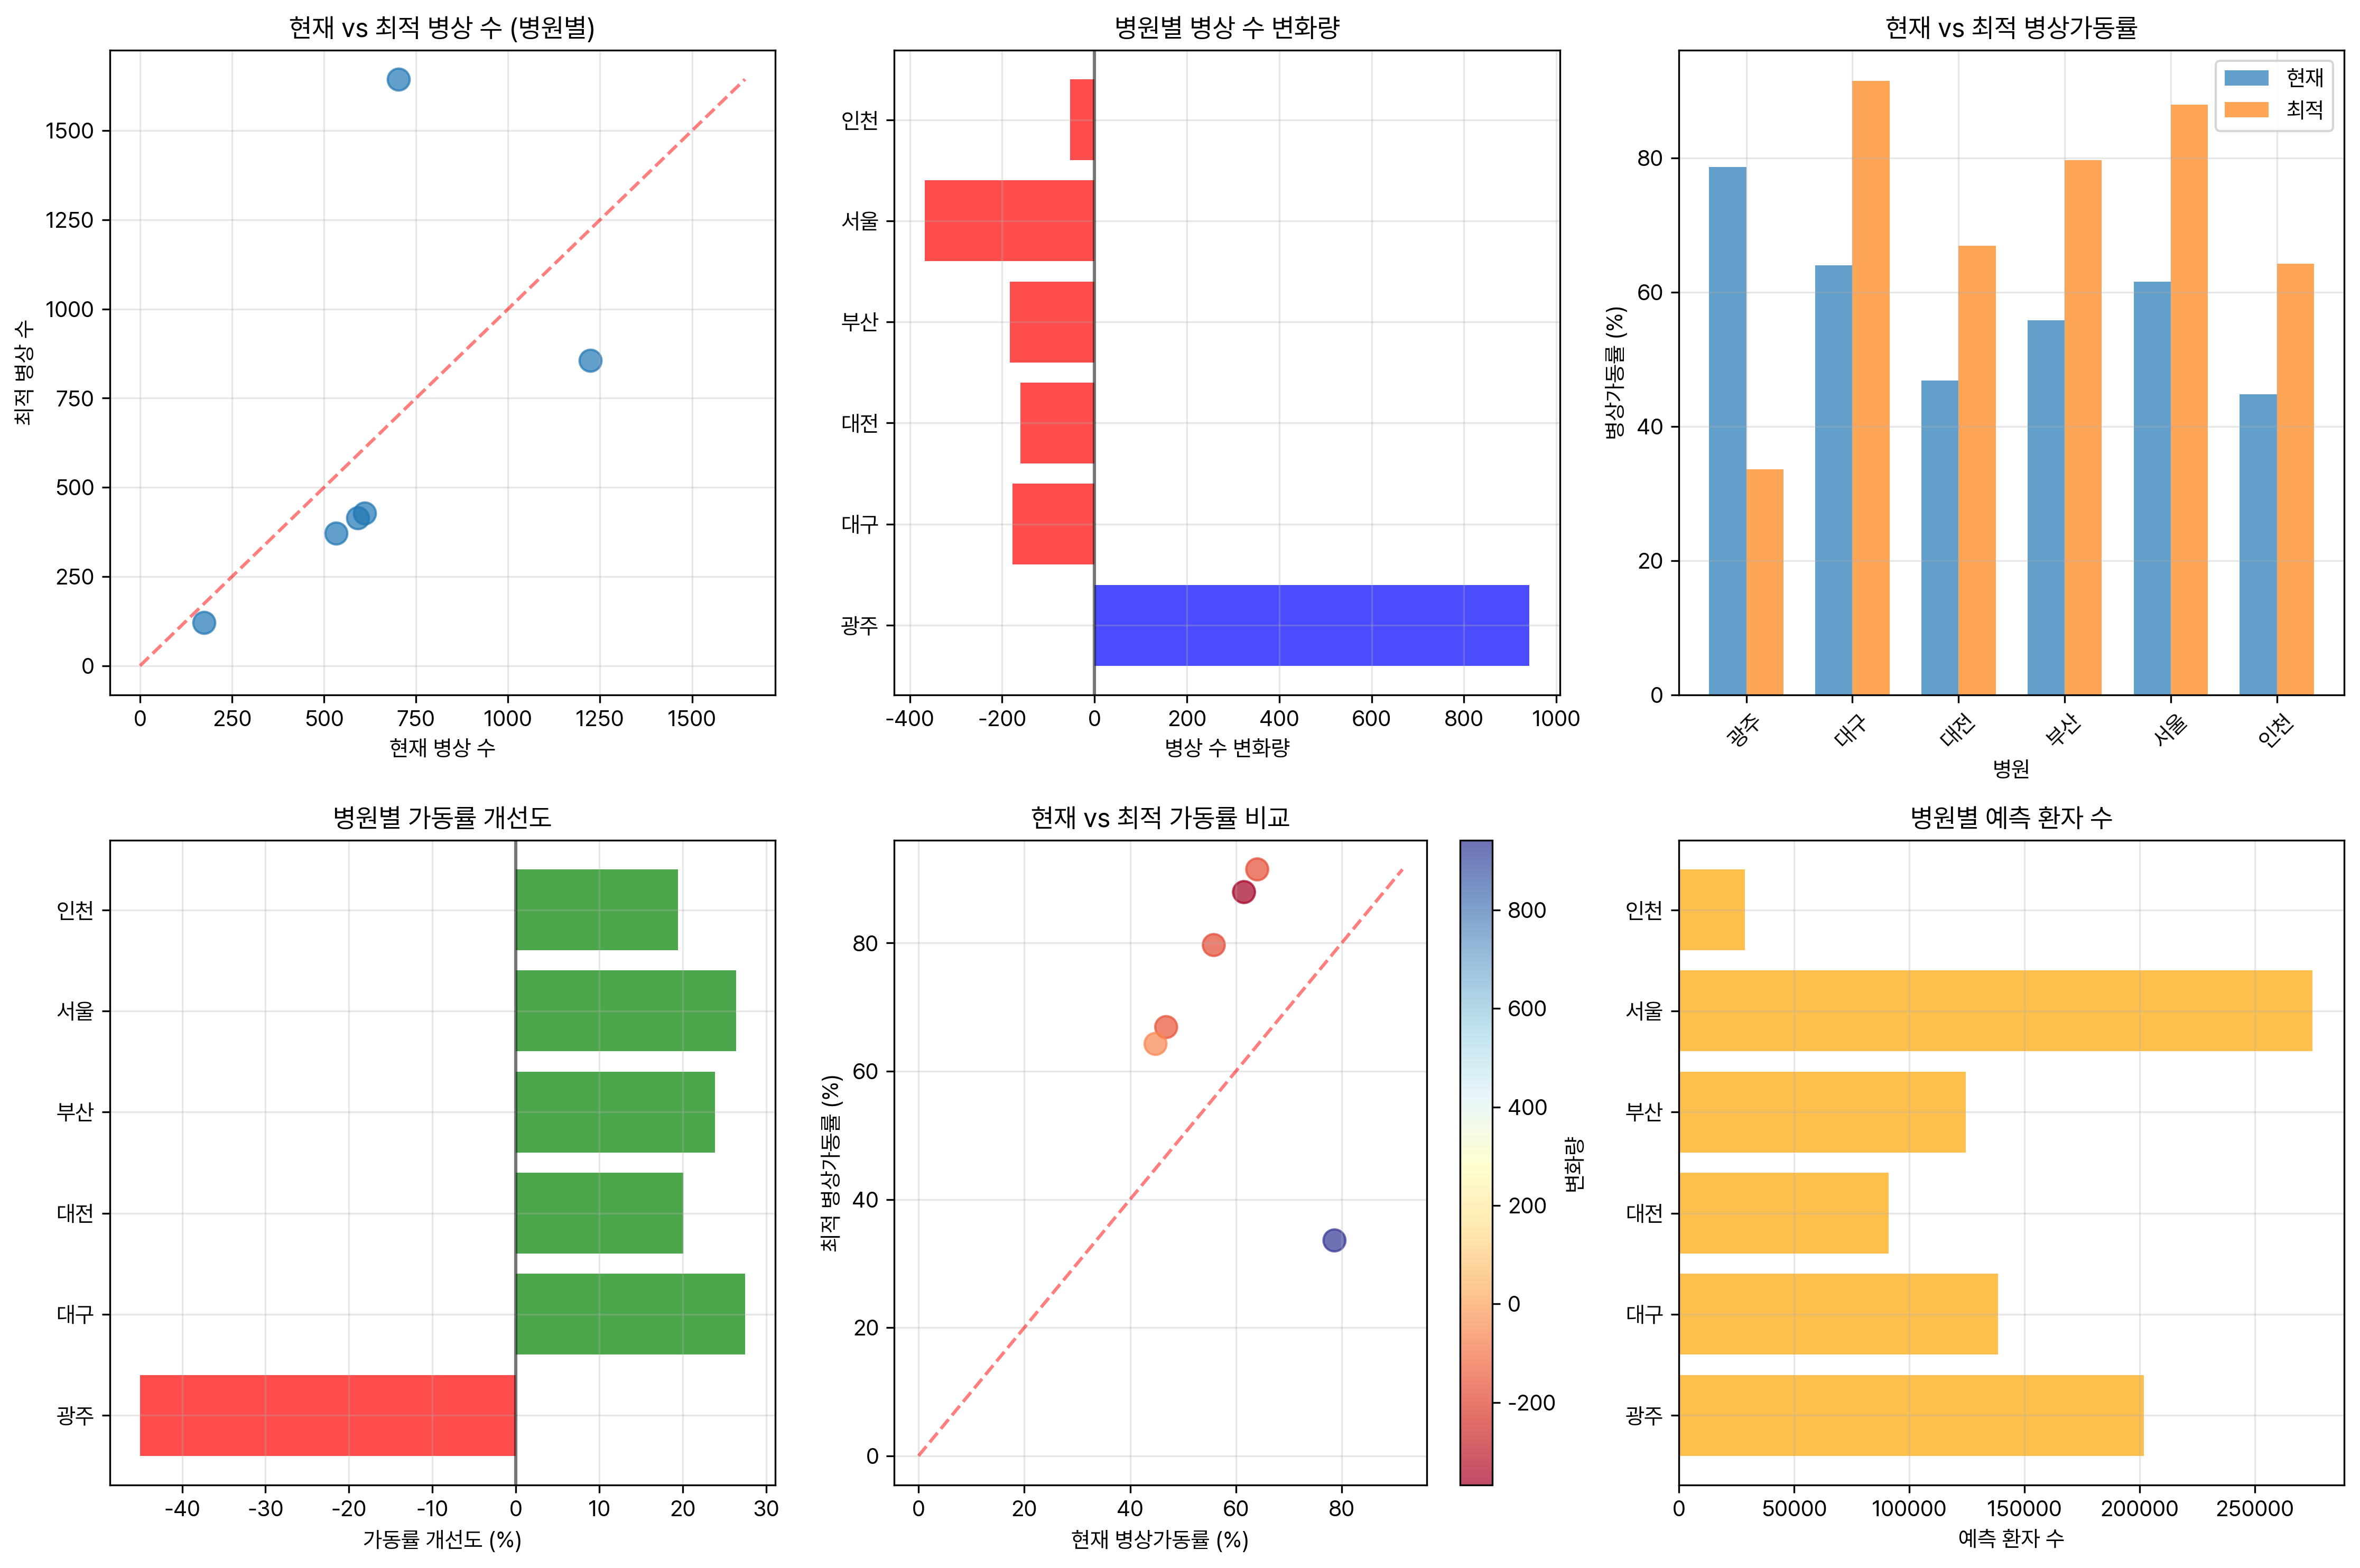 현재 vs 최적 병상 수 (병원별)
최적 병상 수
1500
1250
1000
750
500
250
0
0 250 500 750 1000 1250 1500
현재 병상 수
병원별 병상 수 변화량
인천
서울
부산
대전
대구
광주
-400 -200 0 200 400 600 800 1000
병상 수 변화량
현재 vs 최적 병상가동률
현재
최적
병상가동률 (%)
80
60
40
20
0
광주 대구 대전 부산 서울 인천
병원
병원별 가동률 개선도
인천
서울
부산
대전
대구
광주
-40 -30 -20 -10 0 10 20 30
가동률 개선도 (%)
현재 vs 최적 가동률 비교
최적 병상가동률 (%)
80
60
40
20
0
0 20 40 60 80
현재 병상가동률 (%)
800
600
400
200
0
-200
변화량
병원별 예측 환자 수
인천
서울
부산
대전
대구
광주
0 50000 100000 150000 200000 250000
예측 환자 수